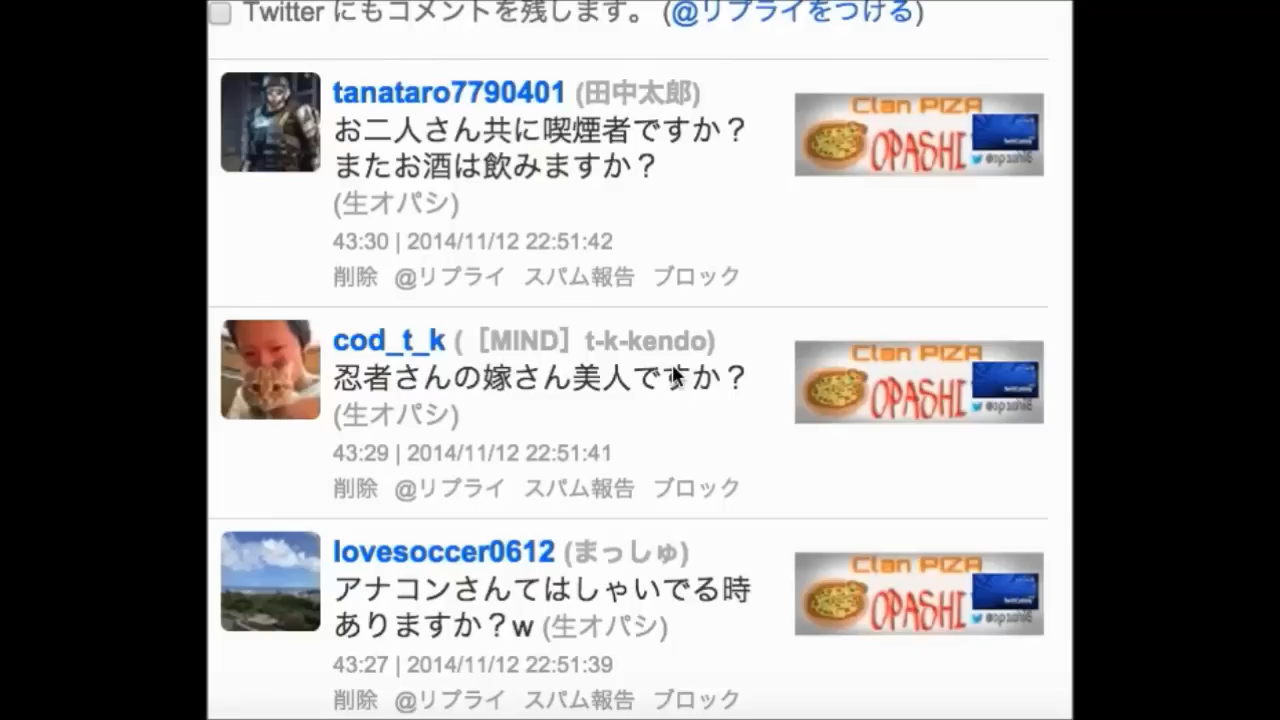 Twitter にもコメントを残します。 (@リプライをつける)
tanataro7790401 (田中太郎)
お二人さん共に喫煙者ですか？
またお酒は飲みますか？
(生オパシ)
43:30 | 2014/11/12 22:51:42
削除 @リプライ スパム報告 ブロック
Clan PIZA
OPASHI
cod_t_k (［MIND］t-k-kendo)
忍者さんの嫁さん美人ですか？
(生オパシ)
43:29 | 2014/11/12 22:51:41
削除 @リプライ スパム報告 ブロック
Clan PIZA
OPASHI
lovesoccer0612 (まっしゅ)
アナコンさんてはしゃいでる時
ありますか？w (生オパシ)
43:27 | 2014/11/12 22:51:39
削除 @リプライ スパム報告 ブロック
Clan PIZA
OPASHI